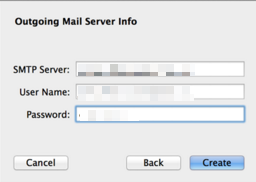 Outgoing Mail Server Info
SMTP Server:
User Name:
Password:
Cancel Back Create